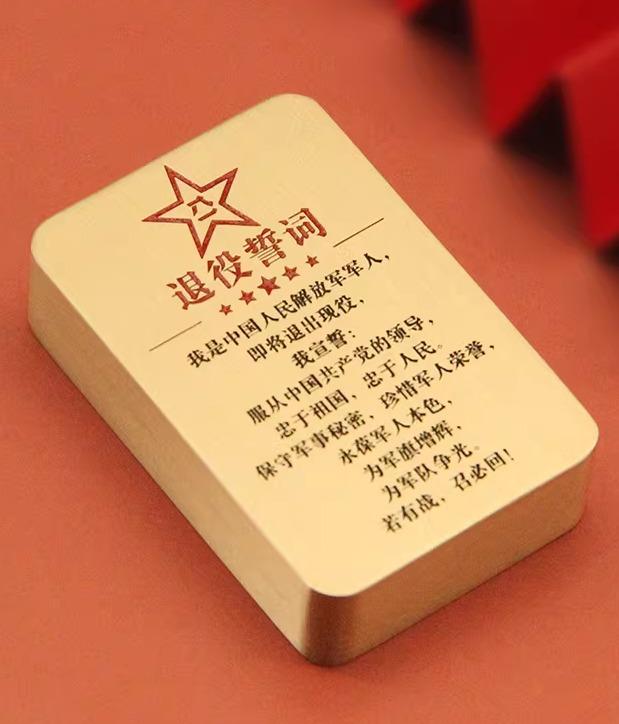 八一
退役誓词
我是中国人民解放军军人，
即将退出现役，
我宣誓：
服从中国共产党的领导，
忠于祖国，忠于人民。
保守军事秘密，珍惜军人荣誉，
永葆军人本色，
为军旗增辉，
为军队争光。
若有战，召必回！